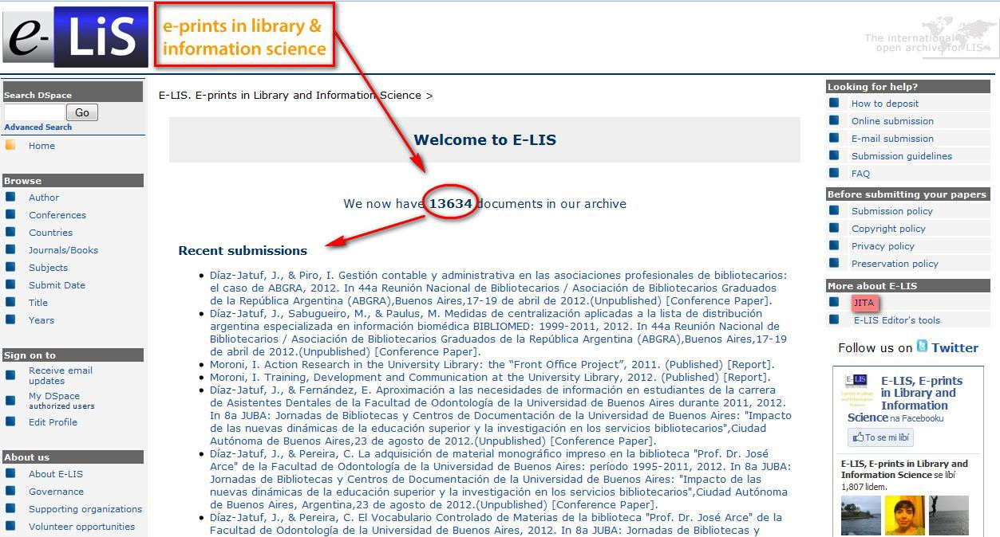 e-LiS
e-prints in library &
information science
The international
open archive for LIS
Search DSpace
Go
Advanced Search
Home
Browse
Author
Conferences
Countries
Journals/Books
Subjects
Submit Date
Title
Years
Sign on to
Receive email
updates
My DSpace
authorized users
Edit Profile
About us
About E-LIS
Governance
Supporting organizations
Volunteer opportunities
E-LIS. E-prints in Library and Information Science >
Welcome to E-LIS
We now have 13634 documents in our archive
Recent submissions
Díaz-Jatuf, J., & Piro, I. Gestión contable y administrativa en las asociaciones profesionales de bibliotecarios:
el caso de ABGRA, 2012. In 44a Reunión Nacional de Bibliotecarios / Asociación de Bibliotecarios Graduados
de la República Argentina (ABGRA),Buenos Aires,17-19 de abril de 2012.(Unpublished) [Conference Paper].
Díaz-Jatuf, J., Sabugueiro, M., & Paulus, M. Medidas de centralización aplicadas a la lista de distribución
argentina especializada en información biomédica BIBLIOMED: 1999-2011, 2012. In 44a Reunión Nacional de
Bibliotecarios / Asociación de Bibliotecarios Graduados de la República Argentina (ABGRA),Buenos Aires,17-19
de abril de 2012.(Unpublished) [Conference Paper].
Moroni, I. Action Research in the University Library: the “Front Office Project”, 2011. (Published) [Report].
Moroni, I. Training, Development and Communication at the University Library, 2012. (Published) [Report].
Díaz-Jatuf, J., & Fernández, E. Aproximación a las necesidades de información en estudiantes de la carrera
de Asistentes Dentales de la Facultad de Odontología de la Universidad de Buenos Aires durante 2011, 2012.
In 8a JUBA: Jornadas de Bibliotecas y Centros de Documentación de la Universidad de Buenos Aires: "Impacto
de las nuevas dinámicas de la educación superior y la investigación en los servicios bibliotecarios",Ciudad
Autónoma de Buenos Aires,23 de agosto de 2012.(Unpublished) [Conference Paper].
Díaz-Jatuf, J., & Pereira, C. La adquisición de material monográfico impreso en la biblioteca "Prof. Dr. José
Arce" de la Facultad de Odontología de la Universidad de Buenos Aires: período 1995-2011, 2012. In 8a JUBA:
Jornadas de Bibliotecas y Centros de Documentación de la Universidad de Buenos Aires: "Impacto de las
nuevas dinámicas de la educación superior y la investigación en los servicios bibliotecarios",Ciudad Autónoma
de Buenos Aires, Argentina,23 de agosto de 2012.(Unpublished) [Conference Paper].
Díaz-Jatuf, J., & Pereira, C. El Vocabulario Controlado de Materias de la biblioteca "Prof. Dr. José Arce" de la
Facultad de Odontología de la Universidad de Buenos Aires, 2012. In 8a JUBA: Jornadas de Bibliotecas y
Looking for help?
How to deposit
Online submission
E-mail submission
Submission guidelines
FAQ
Before submitting your papers
Submission policy
Copyright policy
Privacy policy
Preservation policy
More about E-LIS
JITA
E-LIS Editor's tools
Follow us on Twitter
E-LIS
E-LIS, E-prints
in Library and
Information
Science na Facebooku
To se mi líbí
E-LIS, E-prints in Library and
Information Science se líbí
1,807 lidem.